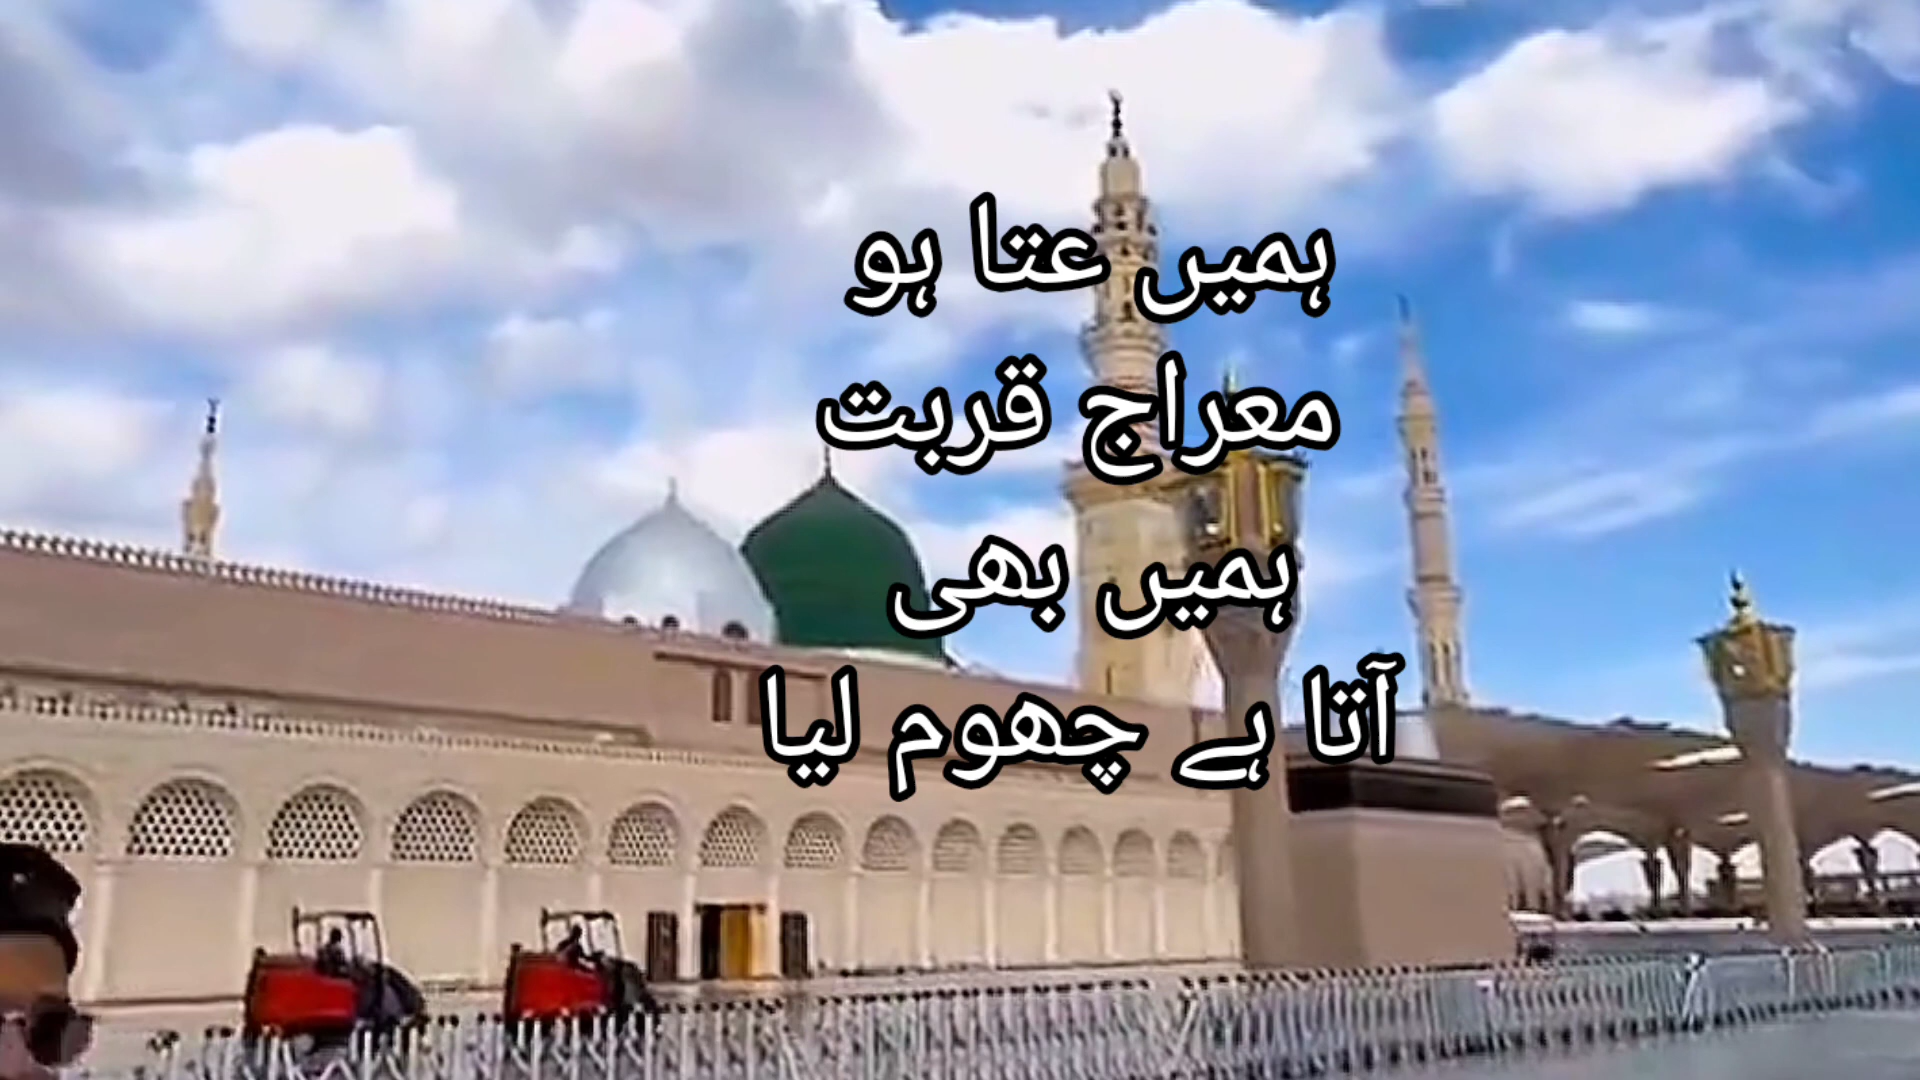 ہمیں عتا ہو
معراج قربت
ہمیں بھی
آتا ہے چھوم لیا